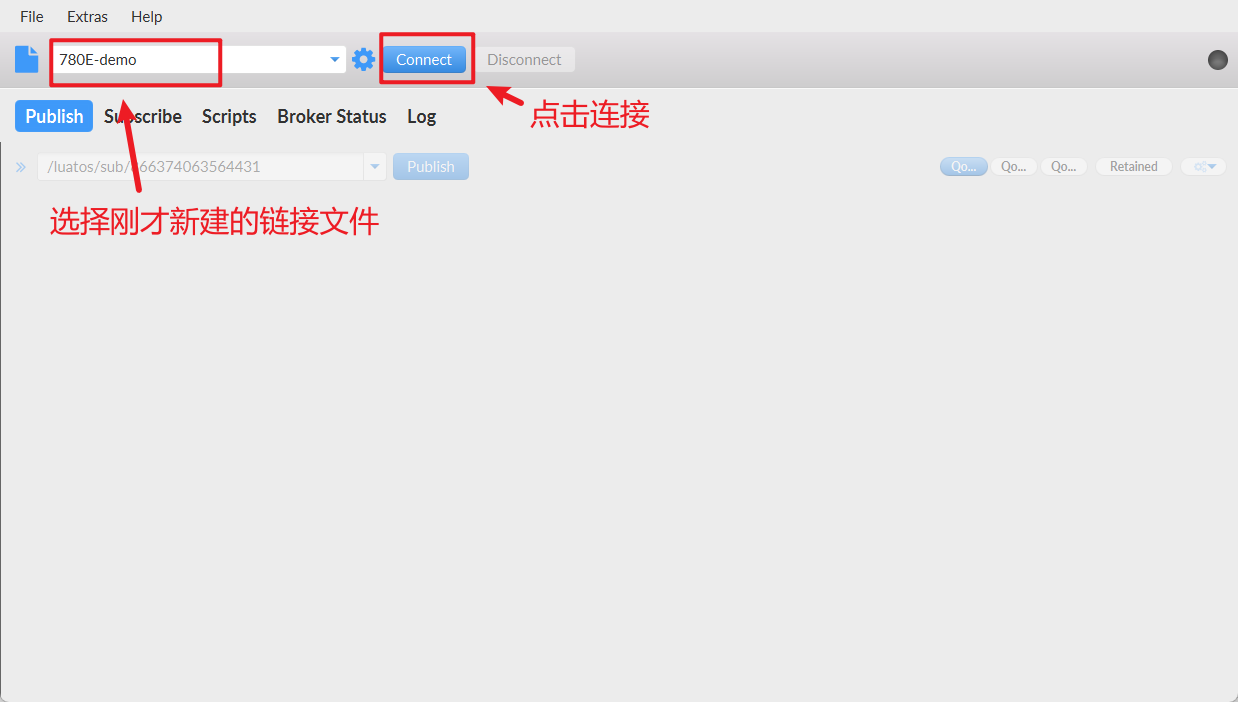 File Extras Help
780E-demo Connect Disconnect
点击连接
Publish Subscribe Scripts Broker Status Log
/luatos/sub/866374063564431 Publish Qo... Qo... Qo... Retained
选择刚才新建的链接文件